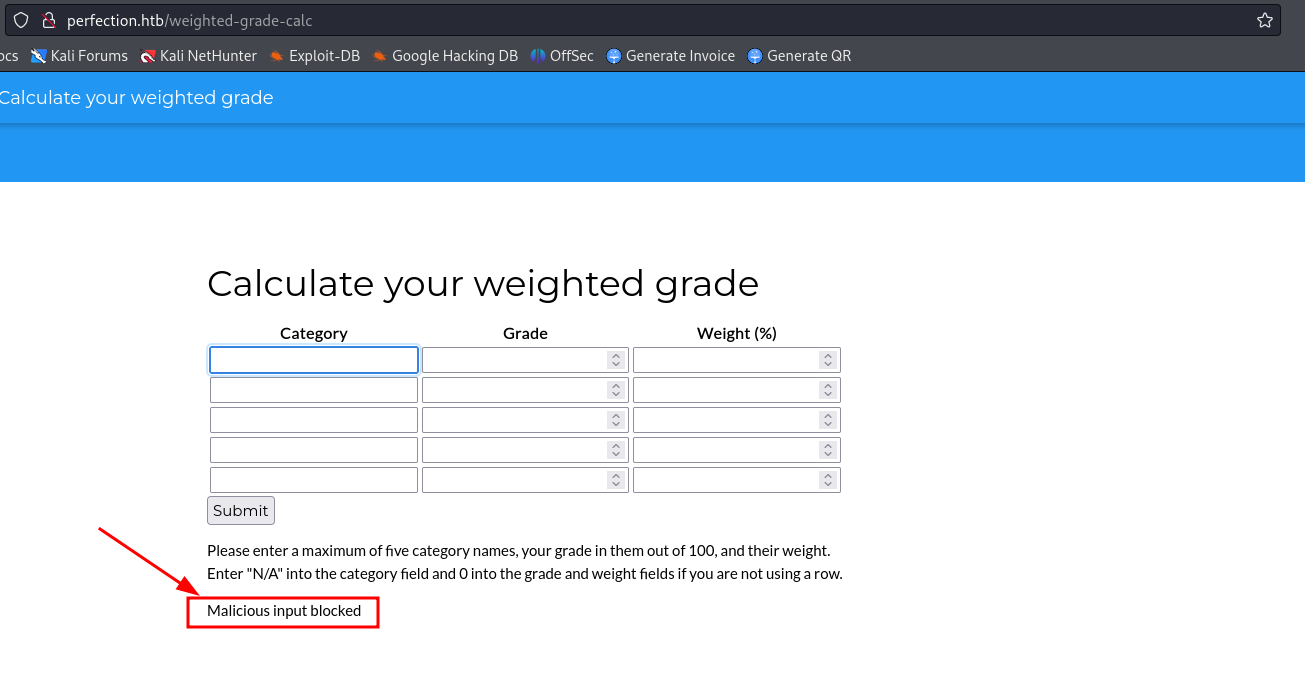 perfection.htb/weighted-grade-calc
ocs Kali Forums Kali NetHunter Exploit-DB Google Hacking DB OffSec Generate Invoice Generate QR
Calculate your weighted grade
Calculate your weighted grade
Category Grade Weight (%)
Submit
Please enter a maximum of five category names, your grade in them out of 100, and their weight.
Enter "N/A" into the category field and 0 into the grade and weight fields if you are not using a row.
Malicious input blocked